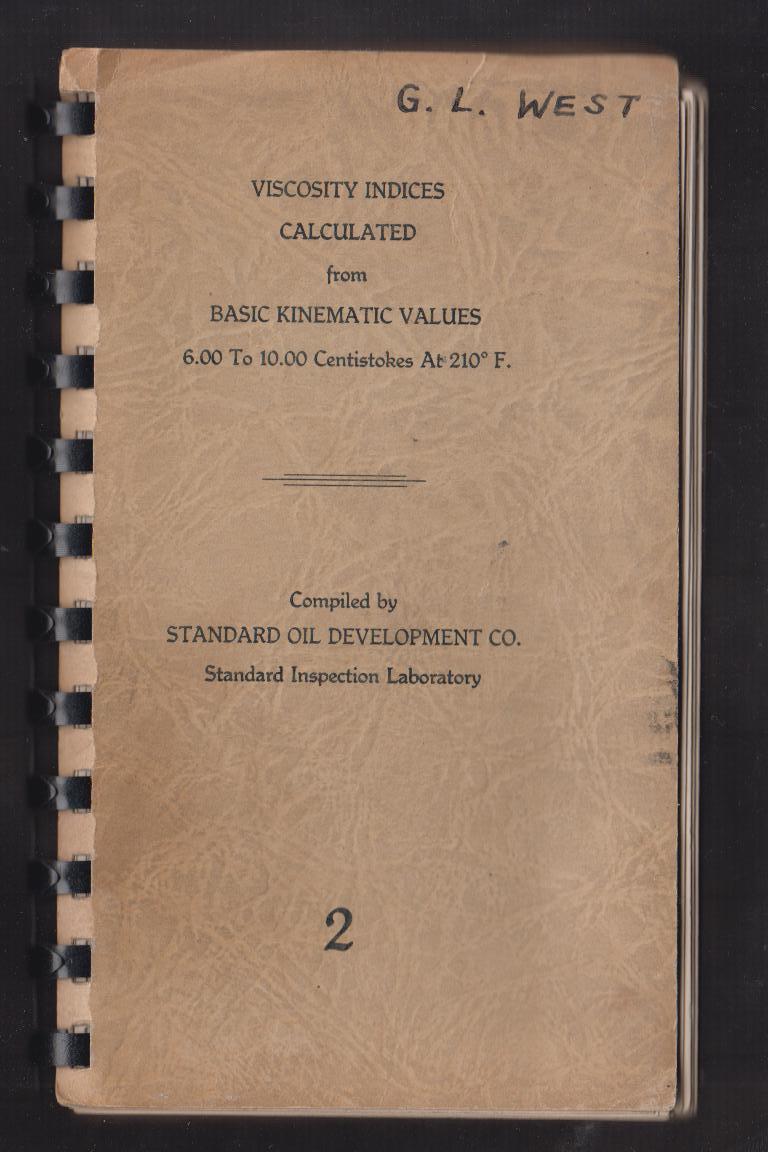 G. L. WEST
VISCOSITY INDICES
CALCULATED
from
BASIC KINEMATIC VALUES
6.00 To 10.00 Centistokes At 210° F.
Compiled by
STANDARD OIL DEVELOPMENT CO.
Standard Inspection Laboratory
2